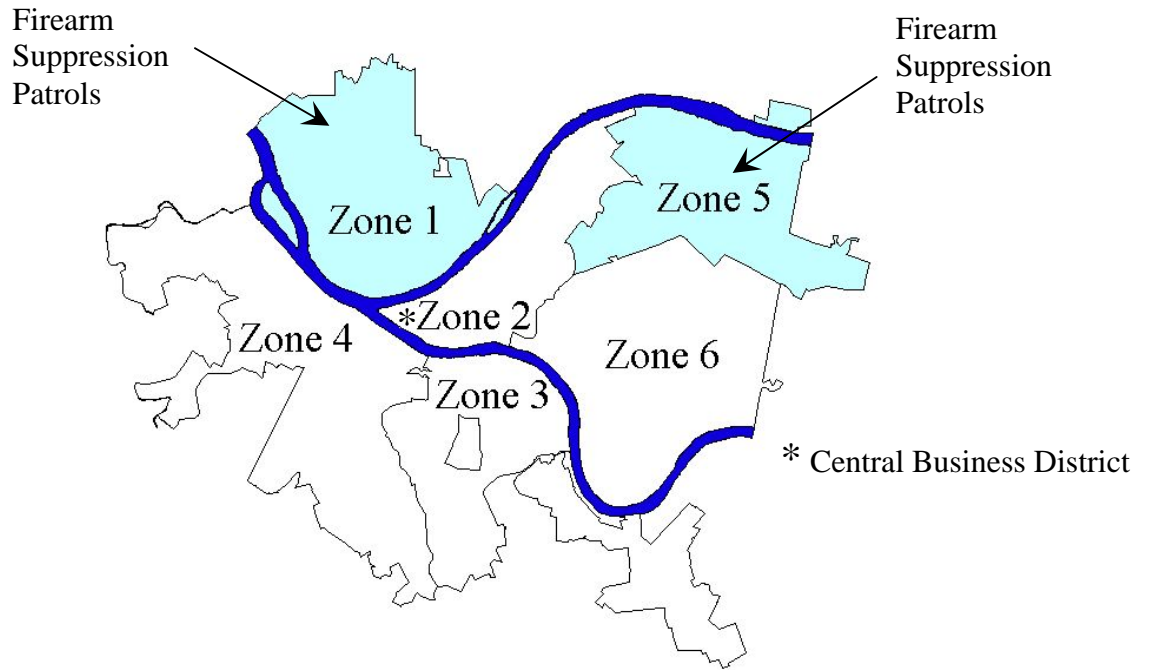 Firearm
Suppression
Patrols
Firearm
Suppression
Patrols
Zone 1
Zone 5
*Zone 2
Zone 4
Zone 6
Zone 3
* Central Business District